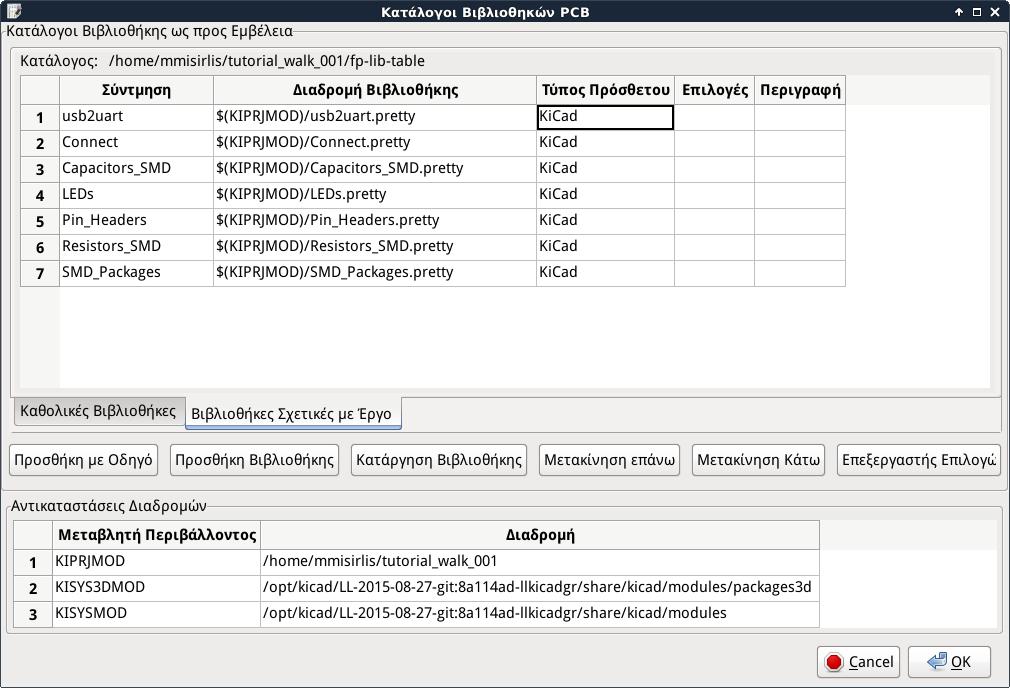 Κατάλογοι Βιβλιοθηκών PCB
Κατάλογοι Βιβλιοθήκης ως προς Εμβέλεια
Κατάλογος: /home/mmisirlis/tutorial_walk_001/fp-lib-table
Σύντμηση Διαδρομή Βιβλιοθήκης Τύπος Πρόσθετου Επιλογές Περιγραφή
1 usb2uart $(KIPRJMOD)/usb2uart.pretty KiCad
2 Connect $(KIPRJMOD)/Connect.pretty KiCad
3 Capacitors_SMD $(KIPRJMOD)/Capacitors_SMD.pretty KiCad
4 LEDs $(KIPRJMOD)/LEDs.pretty KiCad
5 Pin_Headers $(KIPRJMOD)/Pin_Headers.pretty KiCad
6 Resistors_SMD $(KIPRJMOD)/Resistors_SMD.pretty KiCad
7 SMD_Packages $(KIPRJMOD)/SMD_Packages.pretty KiCad
Καθολικές Βιβλιοθήκες Βιβλιοθήκες Σχετικές με Έργο
Προσθήκη με Οδηγό Προσθήκη Βιβλιοθήκης Κατάργηση Βιβλιοθήκης Μετακίνηση επάνω Μετακίνηση Κάτω Επεξεργαστής Επιλογώ
Αντικαταστάσεις Διαδρομών
Μεταβλητή Περιβάλλοντος Διαδρομή
1 KIPRJMOD /home/mmisirlis/tutorial_walk_001
2 KISYS3DMOD /opt/kicad/LL-2015-08-27-git:8a114ad-llkicadgr/share/kicad/modules/packages3d
3 KISYSMOD /opt/kicad/LL-2015-08-27-git:8a114ad-llkicadgr/share/kicad/modules
Cancel OK